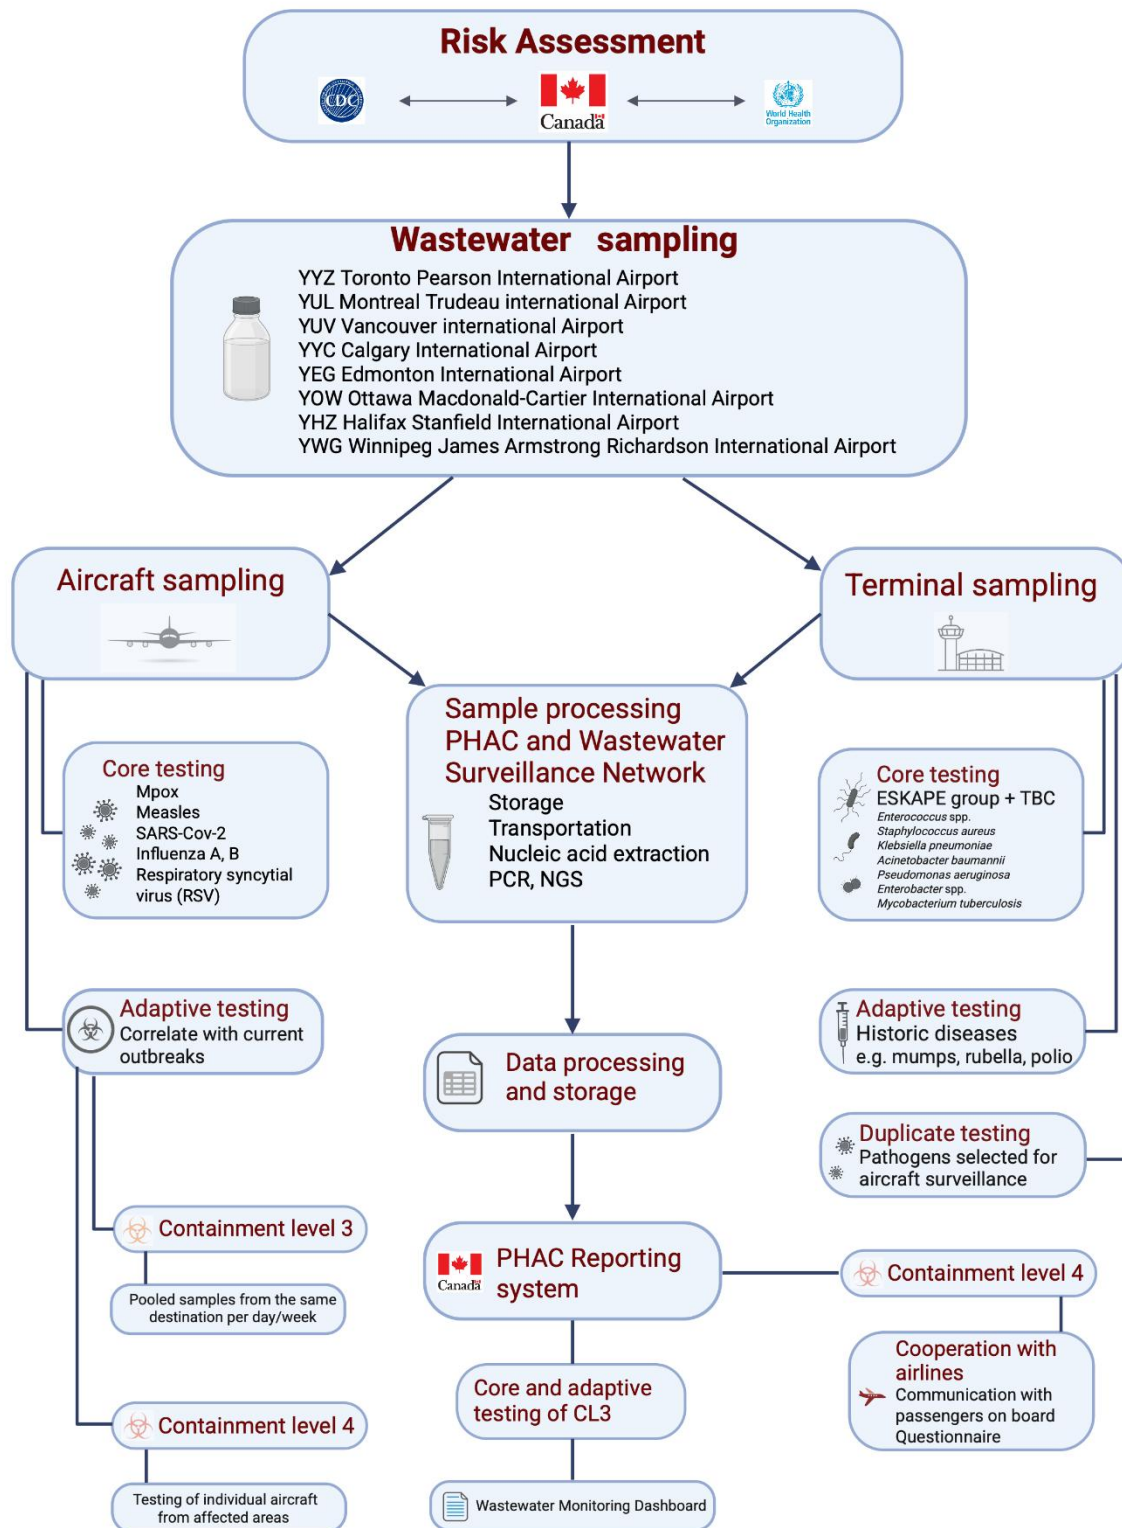 Risk Assessment
CDC
Canada
World Health
Organization
Wastewater sampling
YYZ Toronto Pearson International Airport
YUL Montreal Trudeau international Airport
YUV Vancouver international Airport
YYC Calgary International Airport
YEG Edmonton International Airport
YOW Ottawa Macdonald-Cartier International Airport
YHZ Halifax Stanfield International Airport
YWG Winnipeg James Armstrong Richardson International Airport
Aircraft sampling
Terminal sampling
Sample processing
PHAC and Wastewater
Surveillance Network
Storage
Transportation
Nucleic acid extraction
PCR, NGS
Core testing
Mpox
Measles
SARS-Cov-2
Influenza A, B
Respiratory syncytial
virus (RSV)
Core testing
ESKAPE group + TBC
Enterococcus spp.
Staphylococcus aureus
Klebsiella pneumoniae
Acinetobacter baumannii
Pseudomonas aeruginosa
Enterobacter spp.
Mycobacterium tuberculosis
Adaptive testing
Correlate with current
outbreaks
Data processing
and storage
Adaptive testing
Historic diseases
e.g. mumps, rubella, polio
Duplicate testing
Pathogens selected for
aircraft surveillance
Containment level 3
Pooled samples from the same
destination per day/week
Containment level 4
Testing of individual aircraft
from affected areas
Canada
PHAC Reporting
system
Core and adaptive
testing of CL3
Wastewater Monitoring Dashboard
Containment level 4
Cooperation with
airlines
Communication with
passengers on board
Questionnaire